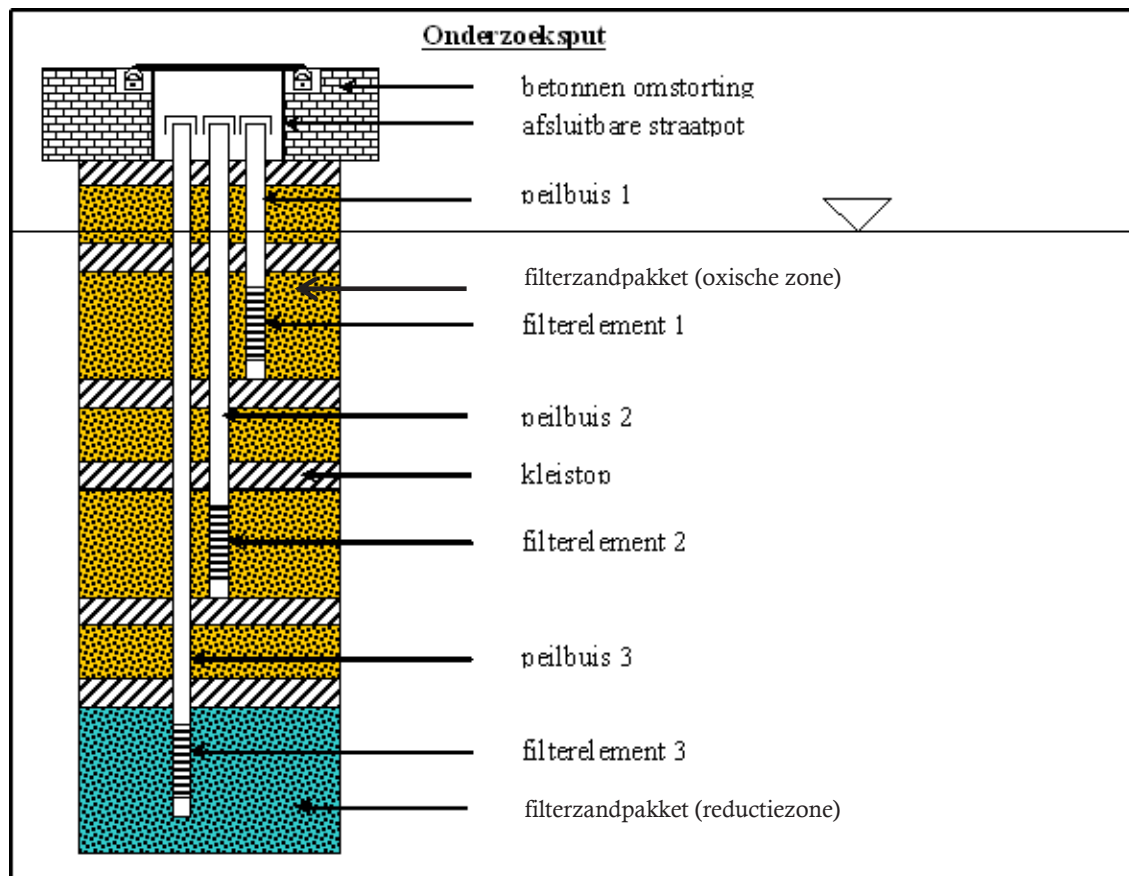 Onderzoeksput
betonnen omstorting
afsluitbare straatpot
peilbuis 1
filterzandpakket (oxische zone)
filterelement 1
peilbuis 2
kleistop
filterelement 2
peilbuis 3
filterelement 3
filterzandpakket (reductiezone)